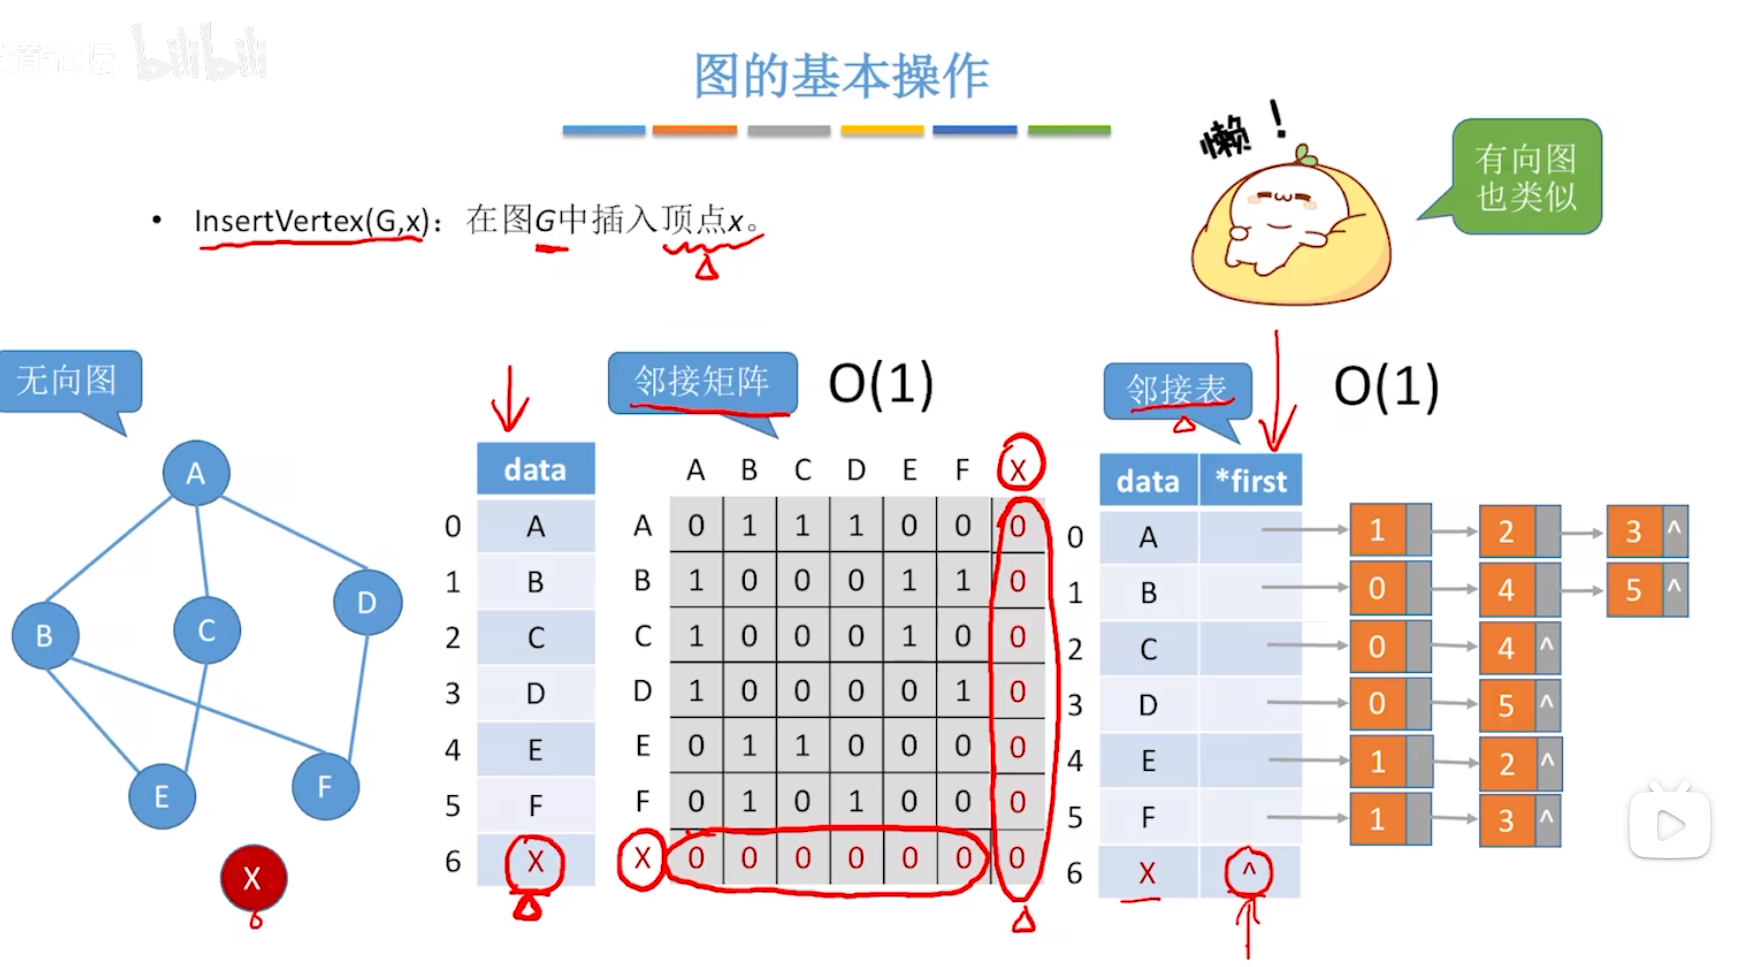 bilibili
图的基本操作
懒！
有向图
也类似
• InsertVertex(G,x)：在图G中插入顶点x。
无向图
邻接矩阵 O(1)
邻接表 O(1)
A
B
C
D
E
F
X
data
0 A
1 B
2 C
3 D
4 E
5 F
6 X
A B C D E F X
A 0 1 1 1 0 0 0
B 1 0 0 0 1 1 0
C 1 0 0 0 1 0 0
D 1 0 0 0 0 1 0
E 0 1 1 0 0 0 0
F 0 1 0 1 0 0 0
X 0 0 0 0 0 0 0
data *first
0 A 1 2 3 ^
1 B 0 4 5 ^
2 C 0 4 ^
3 D 0 5 ^
4 E 1 2 ^
5 F 1 3 ^
6 X ^